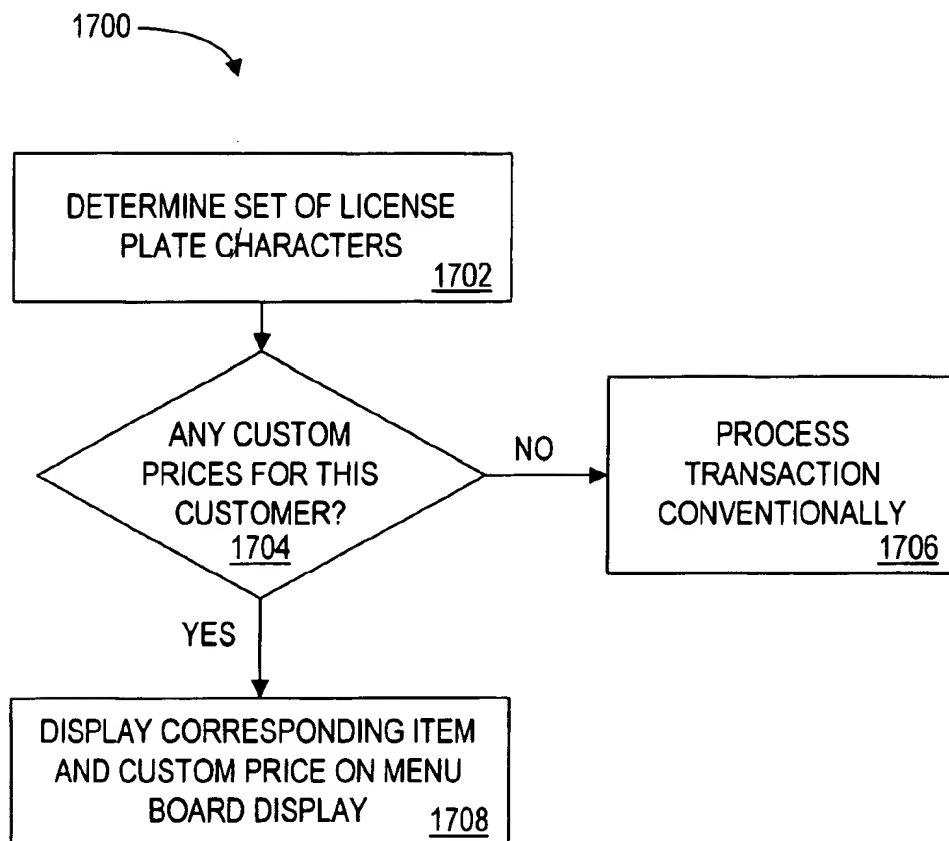 1700
DETERMINE SET OF LICENSE
PLATE CHARACTERS
1702
ANY CUSTOM
PRICES FOR THIS
CUSTOMER?
1704
NO
PROCESS
TRANSACTION
CONVENTIONALLY
1706
YES
DISPLAY CORRESPONDING ITEM
AND CUSTOM PRICE ON MENU
BOARD DISPLAY
1708